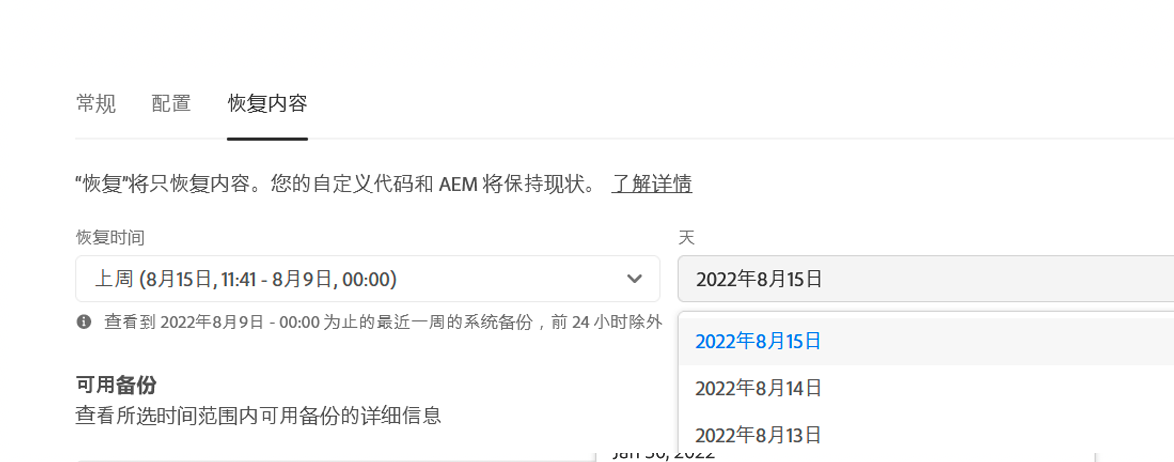 常规 配置 恢复内容
“恢复”将只恢复内容。您的自定义代码和 AEM 将保持现状。 了解详情
恢复时间 天
上周 (8月15日, 11:41 - 8月9日, 00:00) 2022年8月15日
查看到 2022年8月9日 - 00:00 为止的最近一周的系统备份，前 24 小时除外
2022年8月15日
可用备份
2022年8月14日
查看所选时间范围内可用备份的详细信息
2022年8月13日
Jan 30, 2022